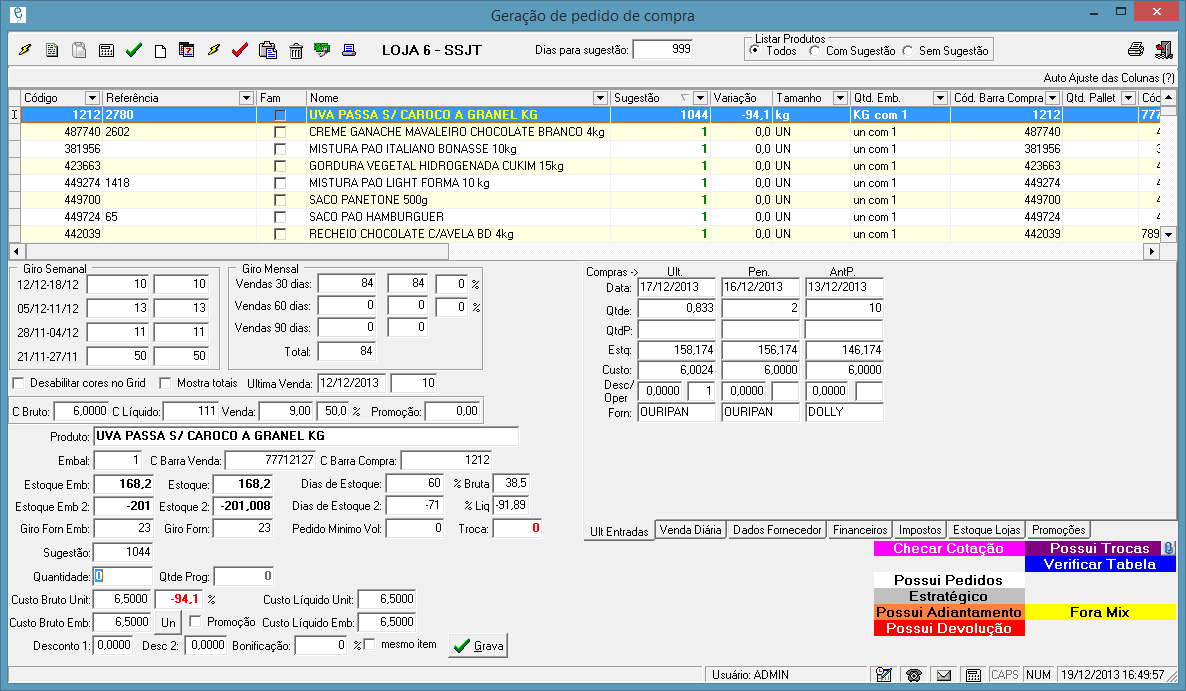 Geração de pedido de compra
LOJA 6 - SSJT
Dias para sugestão: 999
Listar Produtos
Todos Com Sugestão Sem Sugestão
Auto Ajuste das Colunas (?)
Código Referência Fam Nome Sugestão Variação Tamanho Qtd. Emb. Cód. Barra Compra Qtd. Pallet Cóc
1212 2780 UVA PASSA S/ CAROCO A GRANEL KG 1044 -94,1 kg KG com 1 1212 777
487740 2602 CREME GANACHE MAVALEIRO CHOCOLATE BRANCO 4kg 1 0,0 UN un com 1 487740 4
381956 MISTURA PAO ITALIANO BONASSE 10kg 1 0,0 UN un com 1 381956 3
423663 GORDURA VEGETAL HIDROGENADA CUKIM 15kg 1 0,0 UN un com 1 423663 4
449274 1418 MISTURA PAO LIGHT FORMA 10 kg 1 0,0 UN un com 1 449274 4
449700 SACO PANETONE 500g 1 0,0 UN un com 1 449700 4
449724 65 SACO PAO HAMBURGUER 1 0,0 UN un com 1 449724 4
442039 RECHEIO CHOCOLATE C/AVELA BD 4kg 1 0,0 UN un com 1 442039 789
Giro Semanal
12/12-18/12 10 10
05/12-11/12 13 13
28/11-04/12 11 11
21/11-27/11 50 50
Giro Mensal
Vendas 30 dias: 84 84 0 %
Vendas 60 dias: 0 0 0 %
Vendas 90 dias: 0 0
Total: 84
Desabilitar cores no Grid Mostra totais Ultima Venda: 12/12/2013 10
C Bruto: 6,0000 C Líquido: 111 Venda: 9,00 50,0 % Promoção: 0,00
Produto: UVA PASSA S/ CAROCO A GRANEL KG
Embal: 1 C Barra Venda: 77712127 C Barra Compra: 1212
Estoque Emb: 168,2 Estoque: 168,2 Dias de Estoque: 60 % Bruta 38,5
Estoque Emb 2: -201 Estoque 2: -201,008 Dias de Estoque 2: -71 % Liq -91,89
Giro Forn Emb: 23 Giro Forn: 23 Pedido Minimo Vol: 0 Troca: 0
Sugestão: 1044
Quantidade: 0 Qtde Prog: 0
Custo Bruto Unit: 6,5000 -94,1 % Custo Líquido Unit: 6,5000
Custo Bruto Emb: 6,5000 Un Promoção Custo Líquido Emb: 6,5000
Desconto 1: 0,0000 Desc 2: 0,0000 Bonificação: 0 % mesmo item Grava
Compras -> Ult. Pen. AntP.
Data: 17/12/2013 16/12/2013 13/12/2013
Qtde: 0,833 2 10
QtdP:
Estq: 158,174 156,174 146,174
Custo: 6,0024 6,0000 6,0000
Desc/
Oper 0,0000 1 0,0000 0,0000
Forn: OURIPAN OURIPAN DOLLY
Ult Entradas Venda Diária Dados Fornecedor Financeiros Impostos Estoque Lojas Promoções
Checar Cotação Possui Trocas
Verificar Tabela
Possui Pedidos
Estratégico
Possui Adiantamento Fora Mix
Possui Devolução
Usuário: ADMIN CAPS NUM 19/12/2013 16:49:57